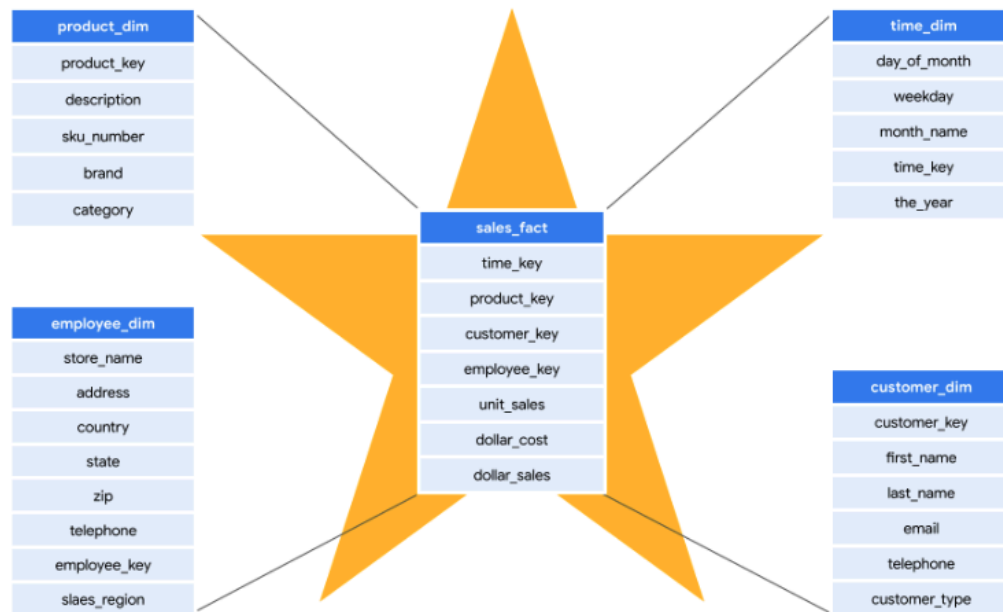 product_dim
product_key
description
sku_number
brand
category
time_dim
day_of_month
weekday
month_name
time_key
the_year
sales_fact
time_key
product_key
customer_key
employee_key
unit_sales
dollar_cost
dollar_sales
employee_dim
store_name
address
country
state
zip
telephone
employee_key
slaes_region
customer_dim
customer_key
first_name
last_name
email
telephone
customer_type